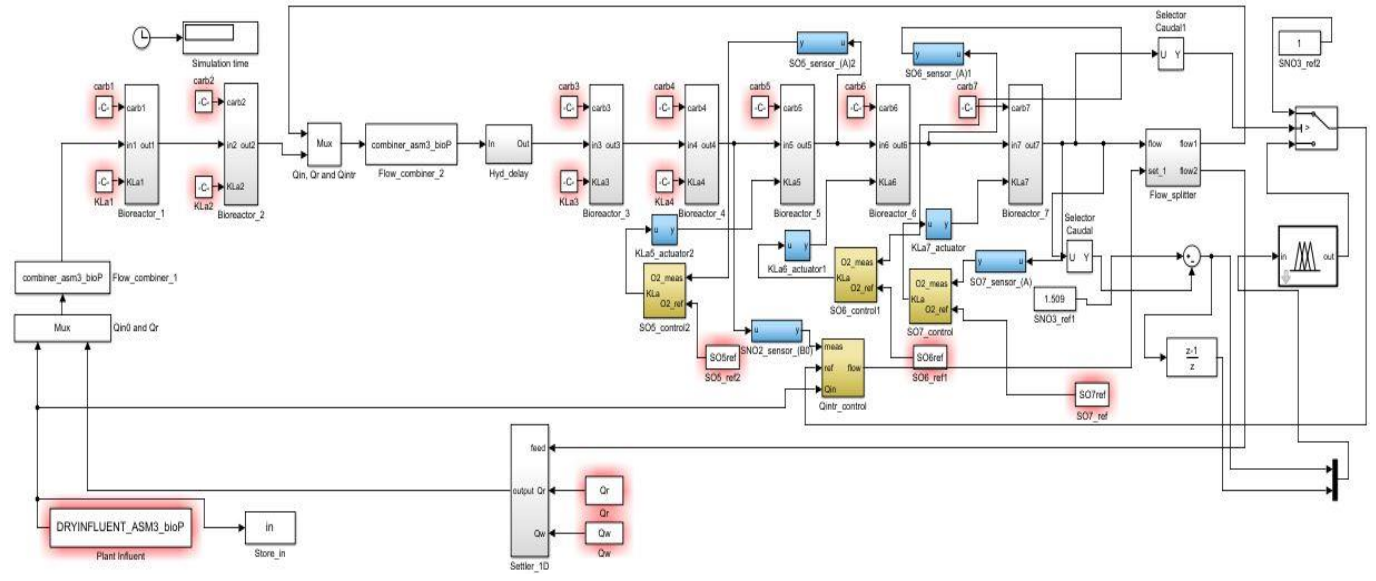 Simulation time
carb1
-C-
carb1
in1 out1
KLa1
-C-
KLa1
Bioreactor_1
carb2
-C-
carb2
in2 out2
KLa2
-C-
KLa2
Bioreactor_2
Mux
Qin, Qr and Qintr
combiner_asm3_bioP
Flow_combiner_2
In Out
Hyd_delay
carb3
-C-
carb3
in3 out3
KLa3
-C-
KLa3
Bioreactor_3
carb4
-C-
carb4
in4 out4
KLa4
-C-
KLa4
Bioreactor_4
y u
SO5_sensor_(A)2
carb5
-C-
carb5
in5 out5
KLa5
Bioreactor_5
y u
SO6_sensor_(A)1
carb6
-C-
carb6
in6 out6
KLa6
Bioreactor_6
carb7
-C-
carb7
in7 out7
KLa7
Bioreactor_7
Selector
Caudal1
U Y
1
SNO3_ref2
>
flow flow1
set_1 flow2
Flow_splitter
u y
KLa5_actuator2
O2_meas
KLa
O2_ref
SO5_control2
u y
KLa6_actuator1
O2_meas
KLa
O2_ref
SO6_control1
u y
KLa7_actuator
O2_meas
KLa
O2_ref
SO7_control
y u
SO7_sensor_(A)
Selector
Caudal
U Y
1.509
SNO3_ref1
+
-
in out
z-1
z
SO5ref
SO5_ref2
u y
SNO2_sensor_(B0)
meas
ref flow
Qin
Qintr_control
SO6ref
SO6_ref1
SO7ref
SO7_ref
combiner_asm3_bioP
Flow_combiner_1
Mux
Qin0 and Qr
feed
output Qr
Qw
Settler_1D
Qr
Qr
Qw
Qw
DRYINFLUENT_ASM3_bioP
Plant Influent
in
Store_in